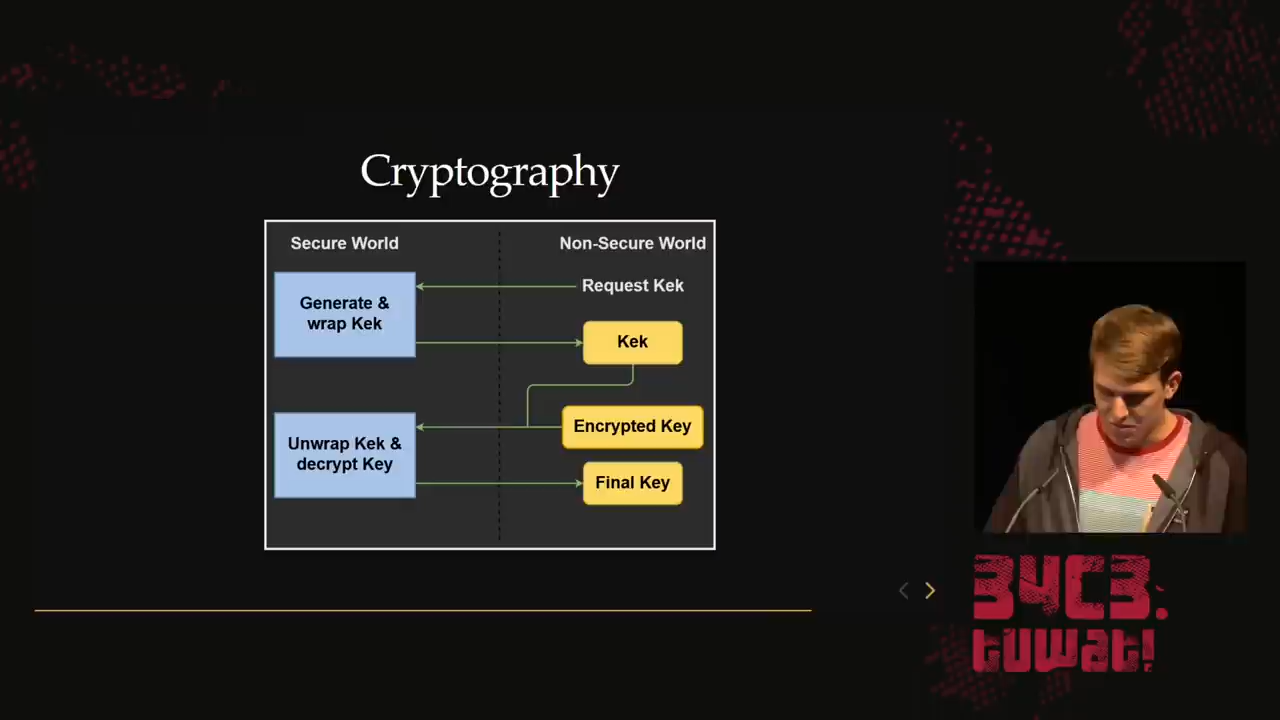 Cryptography
Secure World
Non-Secure World
Request Kek
Generate &
wrap Kek
Kek
Encrypted Key
Unwrap Kek &
decrypt Key
Final Key
34C3:
tuwat!